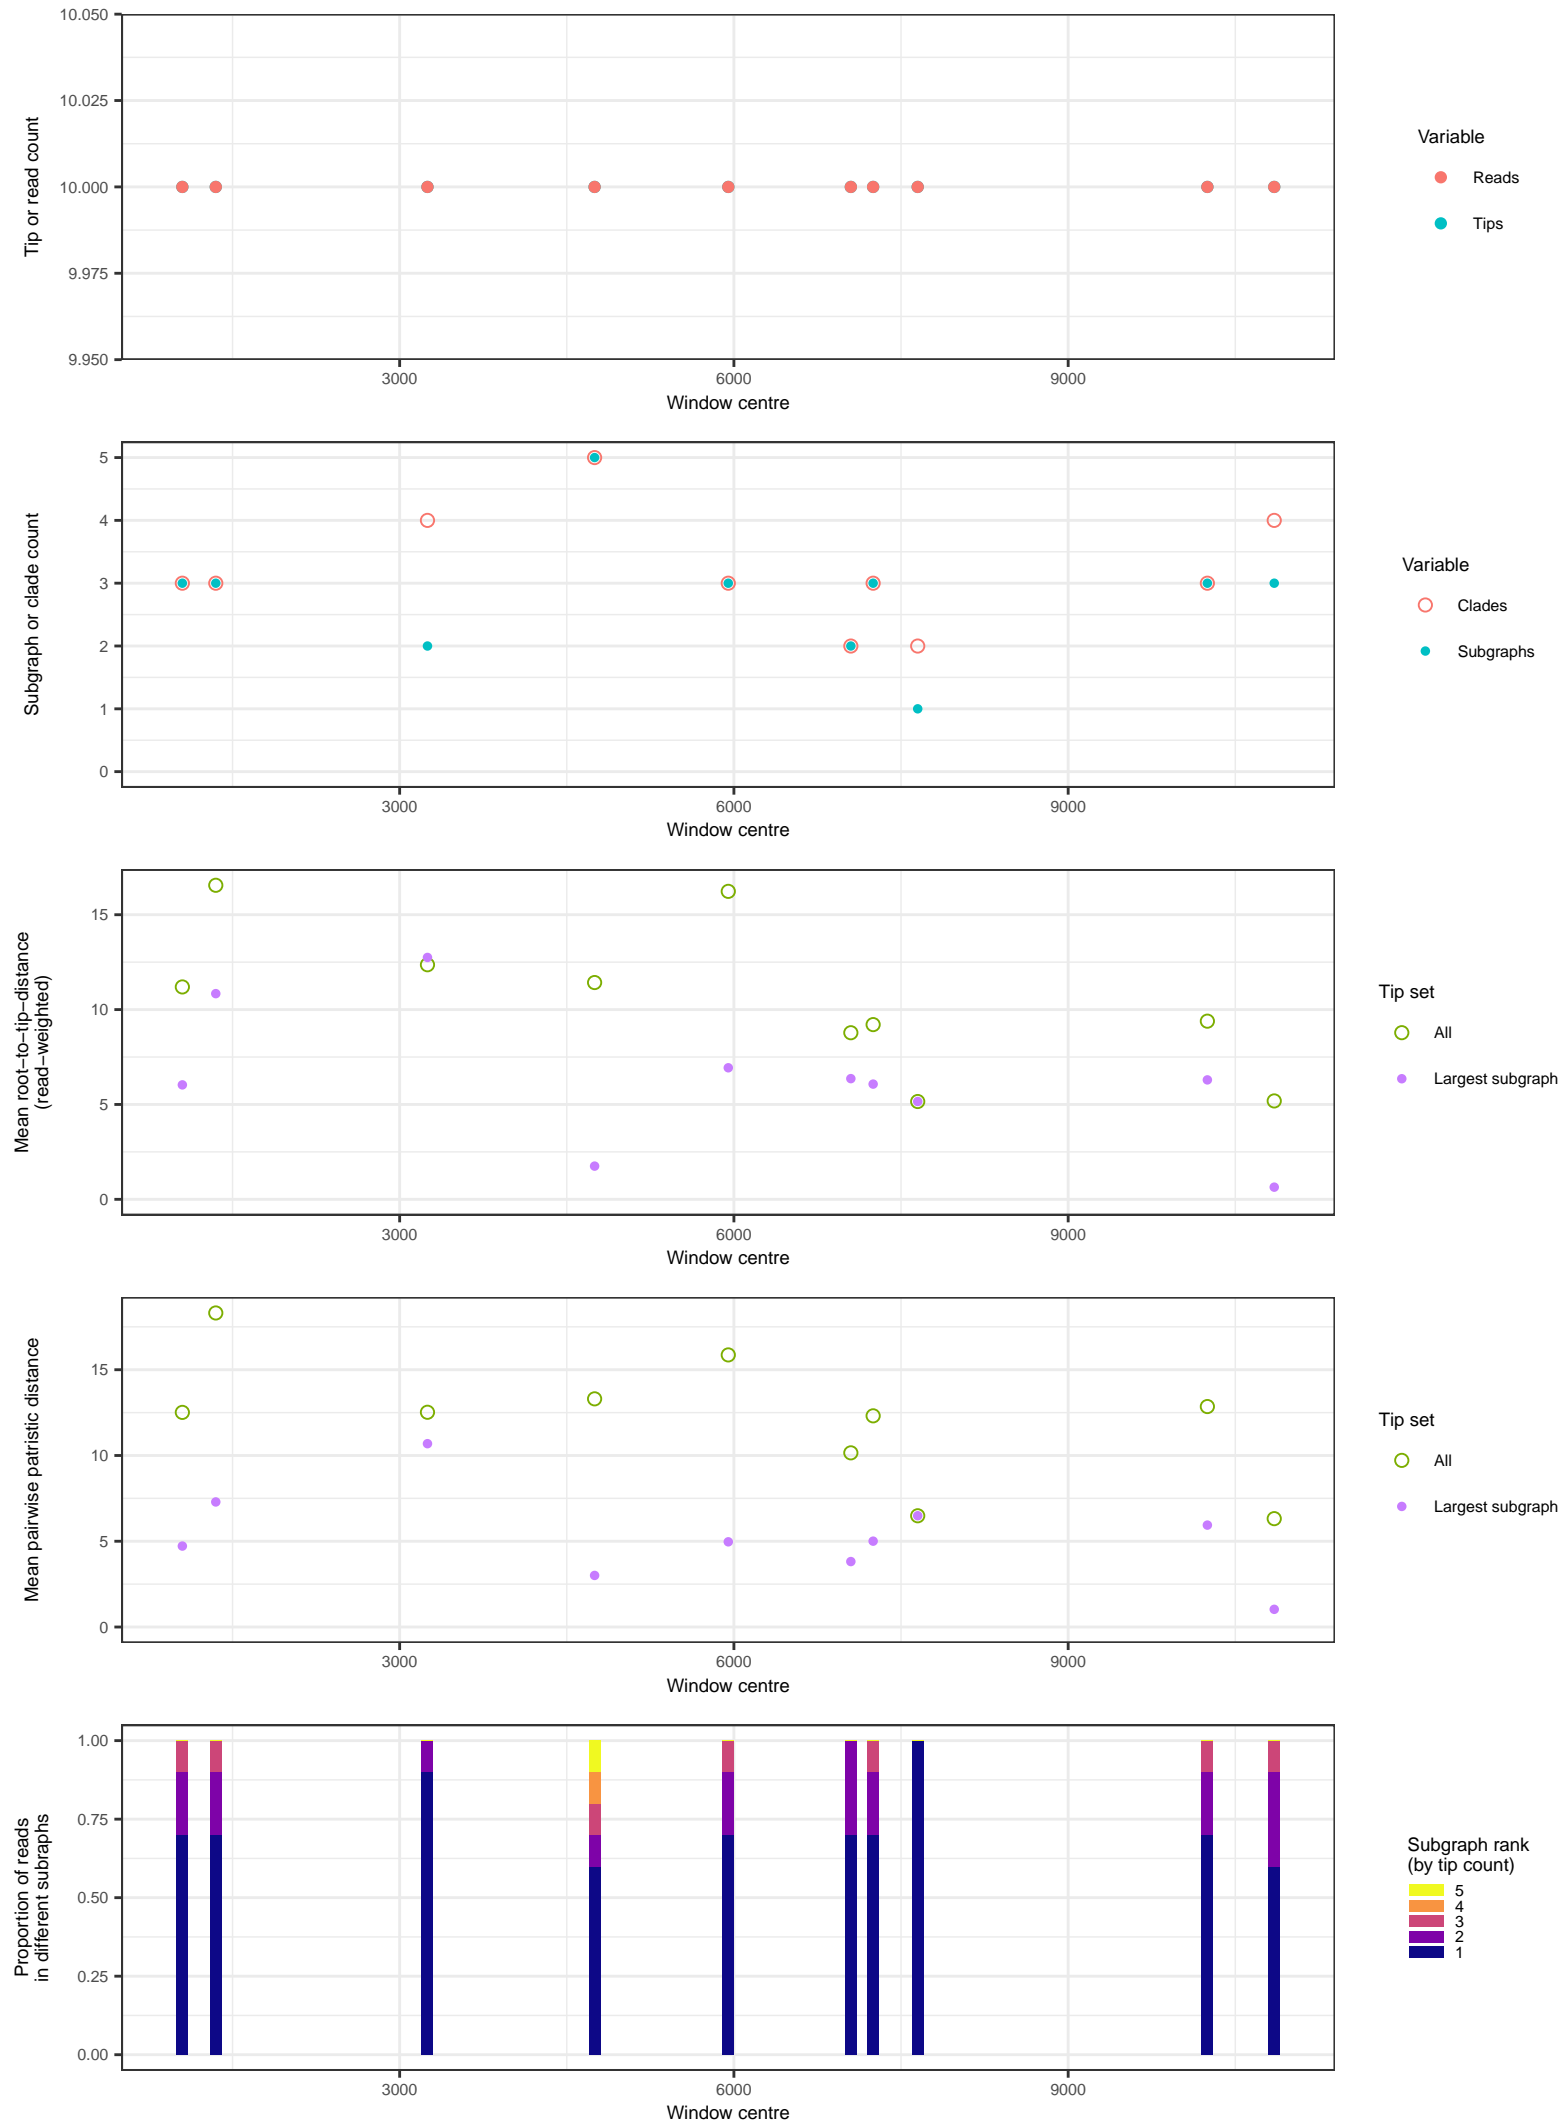 10.050
10.025
10.000
9.975
9.950
Tip or read count
3000 6000 9000
Window centre
Variable
Reads
Tips
5
4
3
2
1
0
Subgraph or clade count
3000 6000 9000
Window centre
Variable
Clades
Subgraphs
15
10
5
0
Mean root−to−tip−distance
(read−weighted)
3000 6000 9000
Window centre
Tip set
All
Largest subgraph
15
10
5
0
Mean pairwise patristic distance
3000 6000 9000
Window centre
Tip set
All
Largest subgraph
1.00
0.75
0.50
0.25
0.00
Proportion of reads
in different subraphs
3000 6000 9000
Window centre
Subgraph rank
(by tip count)
5
4
3
2
1